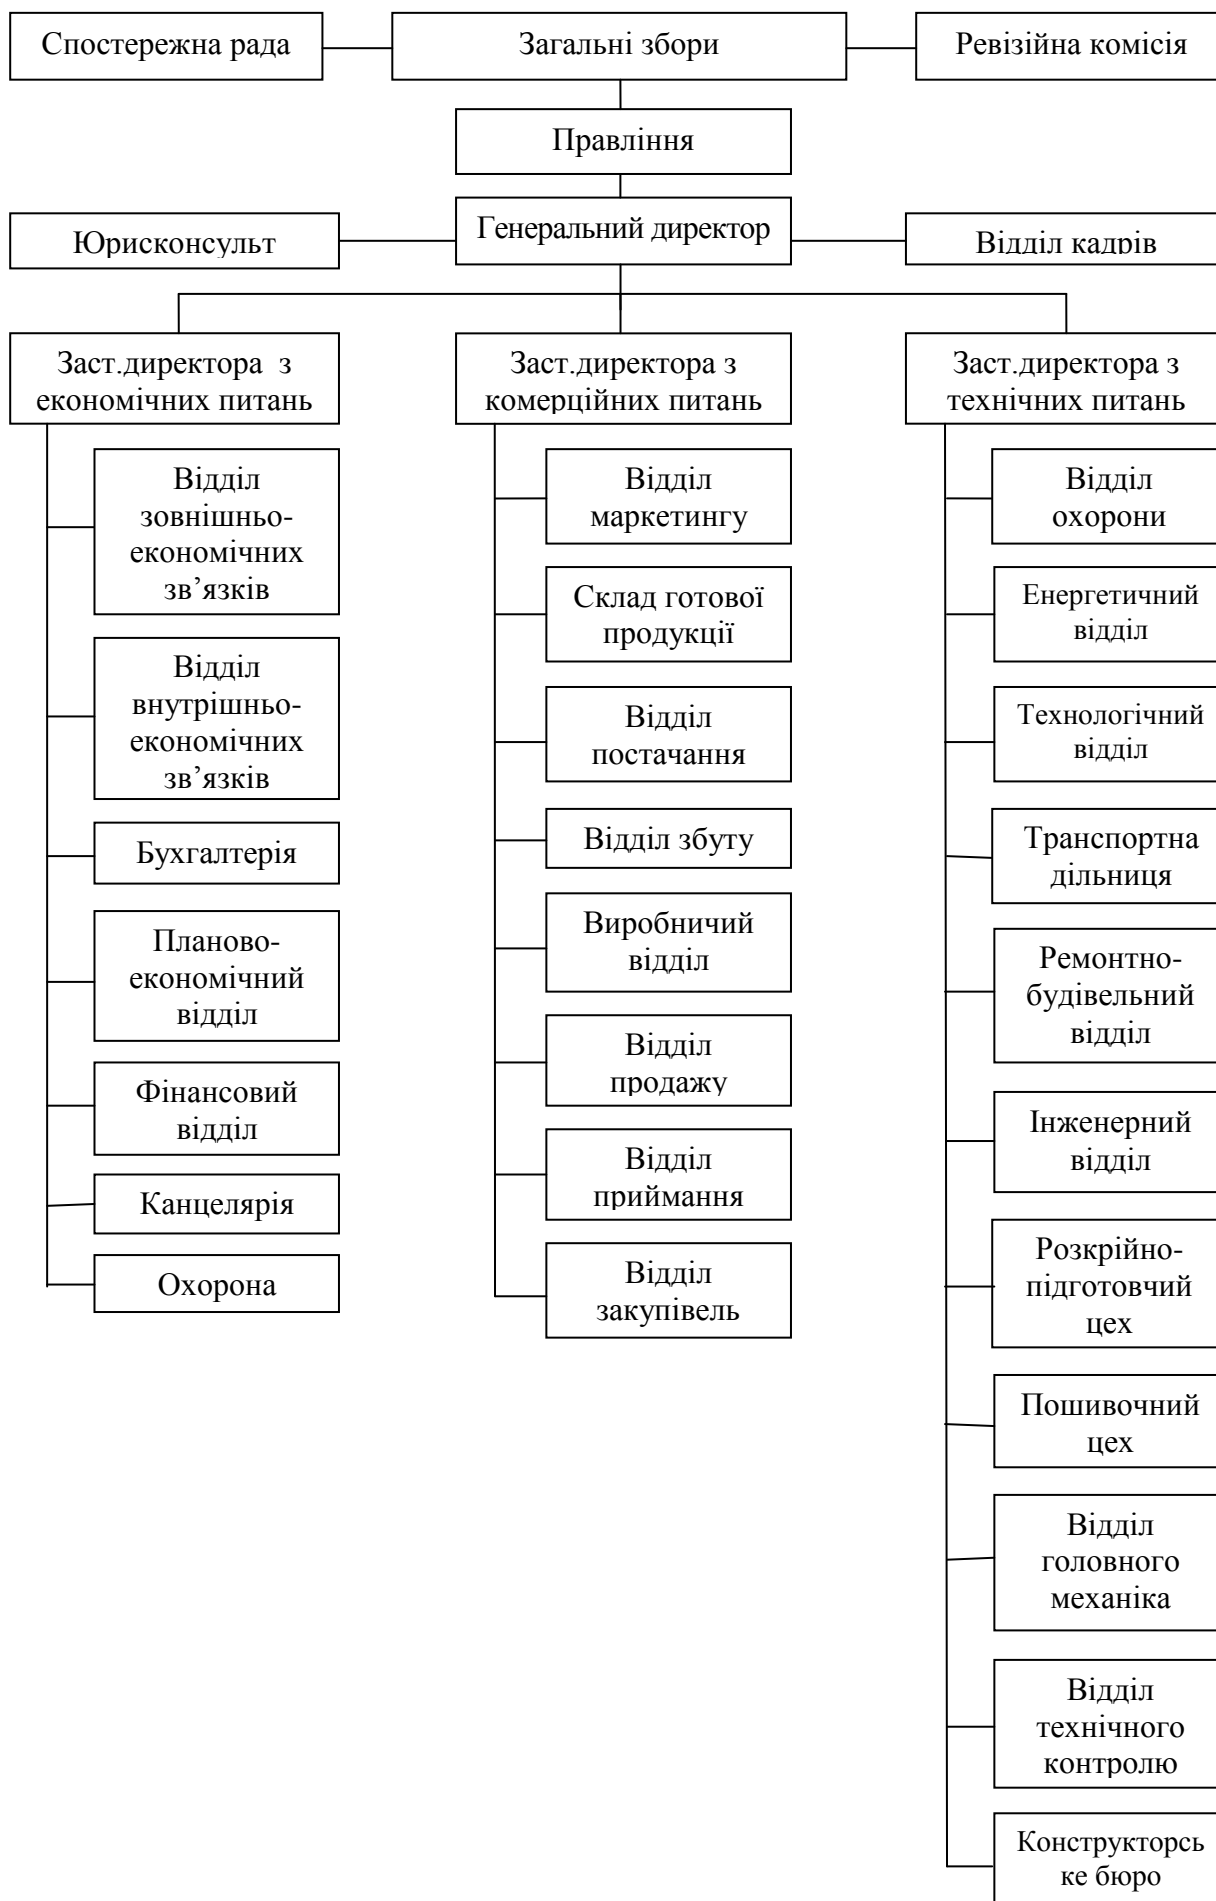 Спостережна рада
Загальні збори
Ревізійна комісія
Правління
Юрисконсульт
Генеральний директор
Відділ кадрів
Заст.директора з
економічних питань
Заст.директора з
комерційних питань
Заст.директора з
технічних питань
Відділ
зовнішньо-
економічних
зв’язків
Відділ
внутрішньо-
економічних
зв’язків
Бухгалтерія
Планово-
економічний
відділ
Фінансовий
відділ
Канцелярія
Охорона
Відділ
маркетингу
Склад готової
продукції
Відділ
постачання
Відділ збуту
Виробничий
відділ
Відділ
продажу
Відділ
приймання
Відділ
закупівель
Відділ
охорони
Енергетичний
відділ
Технологічний
відділ
Транспортна
дільниця
Ремонтно-
будівельний
відділ
Інженерний
відділ
Розкрійно-
підготовчий
цех
Пошивочний
цех
Відділ
головного
механіка
Відділ
технічного
контролю
Конструкторсь
ке бюро